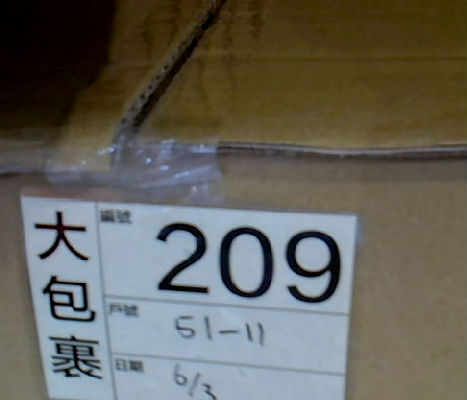 大包裹
編號 209
戶號 51-11
日期 6/3